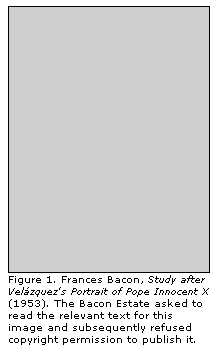 Figure 1. Frances Bacon, Study after
Velázquez's Portrait of Pope Innocent X
(1953). The Bacon Estate asked to
read the relevant text for this
image and subsequently refused
copyright permission to publish it.